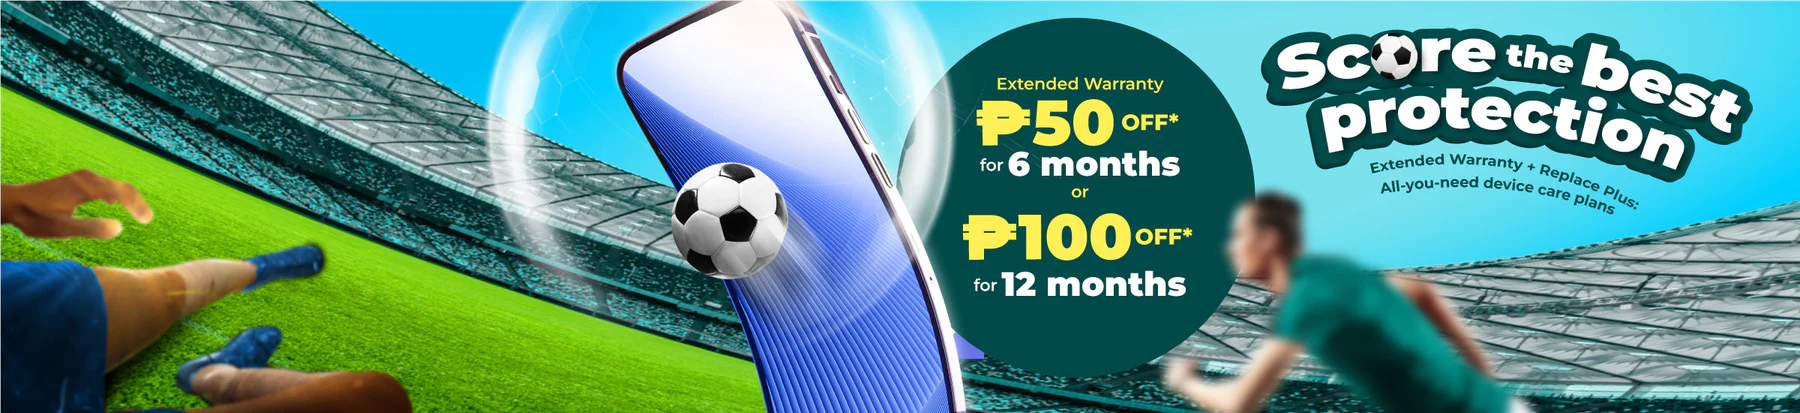 Extended Warranty
₱50 OFF*
for 6 months
or
₱100 OFF*
for 12 months
Score the best
protection
Extended Warranty + Replace Plus:
All-you-need device care plans